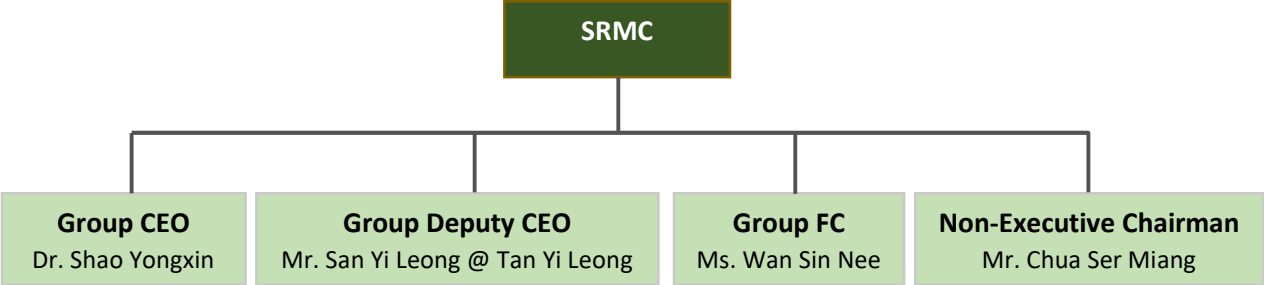 SRMC
Group CEO
Dr. Shao Yongxin
Group Deputy CEO
Mr. San Yi Leong @ Tan Yi Leong
Group FC
Ms. Wan Sin Nee
Non-Executive Chairman
Mr. Chua Ser Miang